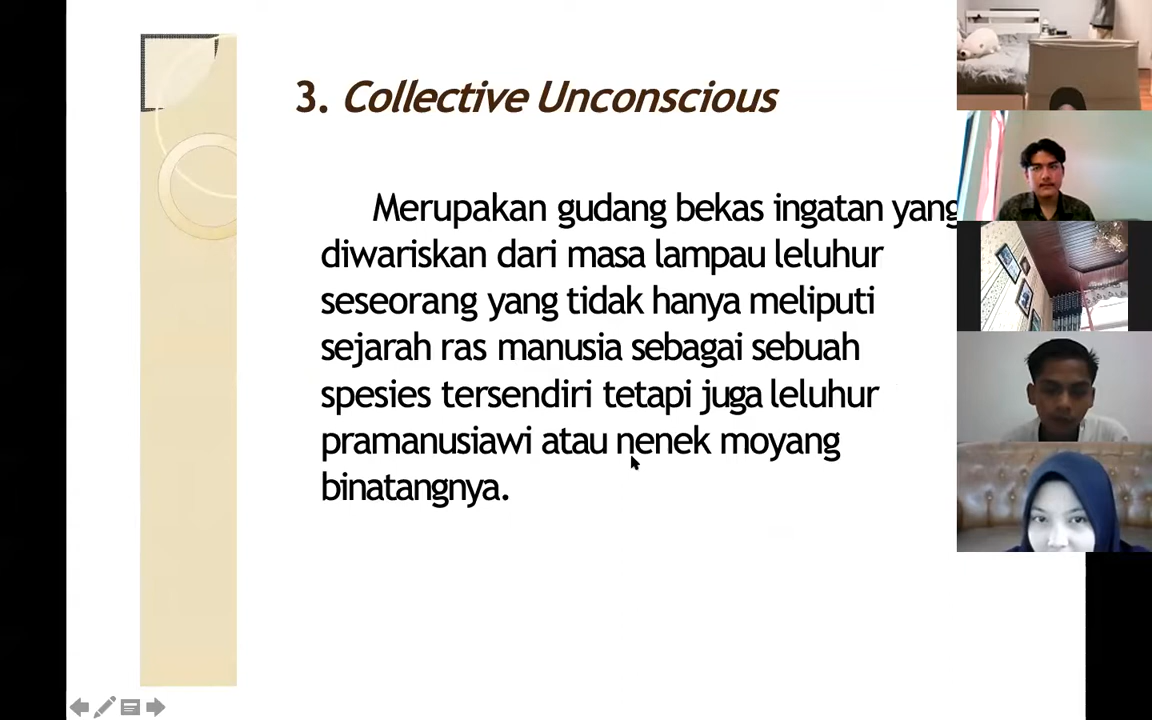 3. Collective Unconscious
Merupakan gudang bekas ingatan yang
diwariskan dari masa lampau leluhur
seseorang yang tidak hanya meliputi
sejarah ras manusia sebagai sebuah
spesies tersendiri tetapi juga leluhur
pramanusiawi atau nenek moyang
binatangnya.